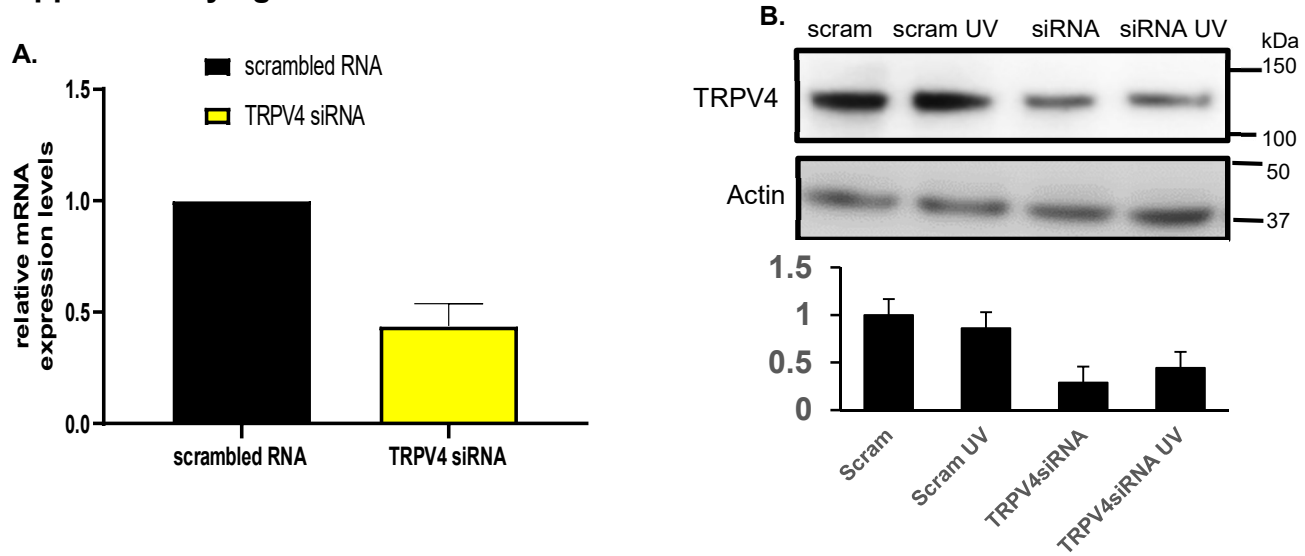 A.
scrambled RNA
TRPV4 siRNA
relative mRNA
expression levels
1.5
1.0
0.5
0.0
scrambled RNA
TRPV4 siRNA
B.
scram scram UV siRNA siRNA UV
kDa
TRPV4
150
100
Actin
50
37
1.5
1
0.5
0
Scram
Scram UV
TRPV4siRNA
TRPV4siRNA UV